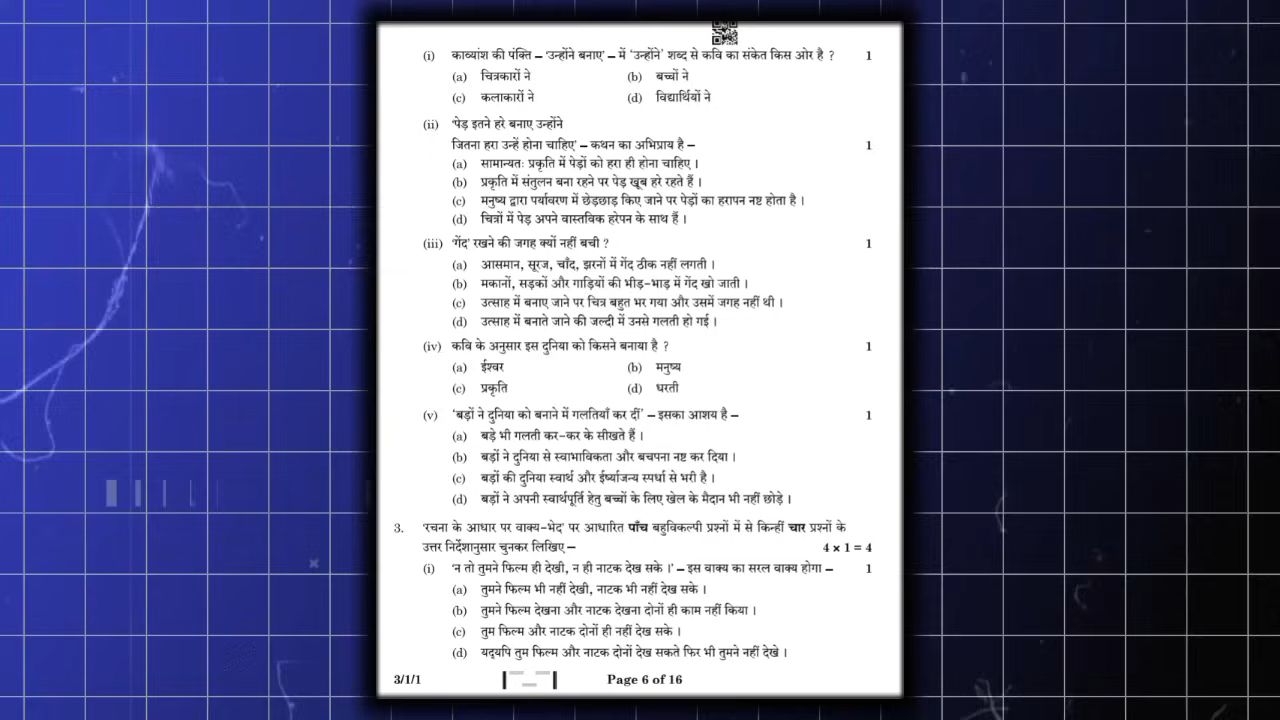 (i) काव्यांश की पंक्ति – 'उन्होंने बनाए' – में 'उन्होंने' शब्द से कवि का संकेत किस ओर है ? 1
(a) चित्रकारों ने (b) बच्चों ने
(c) कलाकारों ने (d) विद्यार्थियों ने
(ii) 'पेड़ इतने हरे बनाए उन्होंने
जितना हरा उन्हें होना चाहिए' – कथन का अभिप्राय है – 1
(a) सामान्यतः प्रकृति में पेड़ों को हरा ही होना चाहिए ।
(b) प्रकृति में संतुलन बना रहने पर पेड़ खूब हरे रहते हैं ।
(c) मनुष्य द्वारा पर्यावरण में छेड़छाड़ किए जाने पर पेड़ों का हरापन नष्ट होता है ।
(d) चित्रों में पेड़ अपने वास्तविक हरेपन के साथ हैं ।
(iii) 'गेंद' रखने की जगह क्यों नहीं बची ? 1
(a) आसमान, सूरज, चाँद, झरनों में गेंद ठीक नहीं लगती ।
(b) मकानों, सड़कों और गाड़ियों की भीड़-भाड़ में गेंद खो जाती ।
(c) उत्साह में बनाए जाने पर चित्र बहुत भर गया और उसमें जगह नहीं थी ।
(d) उत्साह में बनाते जाने की जल्दी में उनसे गलती हो गई ।
(iv) कवि के अनुसार इस दुनिया को किसने बनाया है ? 1
(a) ईश्वर (b) मनुष्य
(c) प्रकृति (d) धरती
(v) 'बड़ों ने दुनिया को बनाने में गलतियाँ कर दीं' – इसका आशय है – 1
(a) बड़े भी गलती कर-कर के सीखते हैं ।
(b) बड़ों ने दुनिया से स्वाभाविकता और बचपना नष्ट कर दिया ।
(c) बड़ों की दुनिया स्वार्थ और ईर्ष्याजन्य स्पर्धा से भरी है ।
(d) बड़ों ने अपनी स्वार्थपूर्ति हेतु बच्चों के लिए खेल के मैदान भी नहीं छोड़े ।
3. 'रचना के आधार पर वाक्य-भेद' पर आधारित पाँच बहुविकल्पी प्रश्नों में से किन्हीं चार प्रश्नों के
उत्तर निर्देशानुसार चुनकर लिखिए – 4 × 1 = 4
(i) 'न तो तुमने फिल्म ही देखी, न ही नाटक देख सके ।' – इस वाक्य का सरल वाक्य होगा – 1
(a) तुमने फिल्म भी नहीं देखी, नाटक भी नहीं देख सके ।
(b) तुमने फिल्म देखना और नाटक देखना दोनों ही काम नहीं किया ।
(c) तुम फिल्म और नाटक दोनों ही नहीं देख सके ।
(d) यद्यपि तुम फिल्म और नाटक दोनों देख सकते फिर भी तुमने नहीं देखे ।
3/1/1 Page 6 of 16